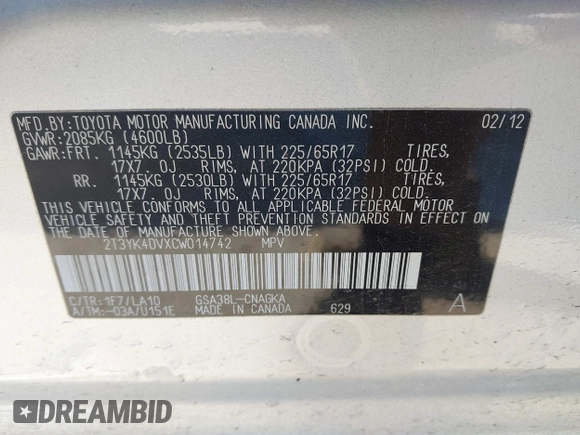 MFD.BY:TOYOTA MOTOR MANUFACTURING CANADA INC. 02/12
GVWR:2085KG (4600LB)
GAWR:FRT. 1145KG (2535LB) WITH 225/65R17 TIRES,
17X7 OJ RIMS, AT 220KPA (32PSI) COLD.
RR. 1145KG (2530LB) WITH 225/65R17 TIRES,
17X7 OJ RIMS, AT 220KPA (32PSI) COLD.
THIS VEHICLE CONFORMS TO ALL APPLICABLE FEDERAL MOTOR
VEHICLE SAFETY AND THEFT PREVENTION STANDARDS IN EFFECT ON
THE DATE OF MANUFACTURE SHOWN ABOVE.
2T3YK4DVXCW014742 MPV
C/TR:1F7/LA10 GSA38L-CNAGKA A
A/TM:-03A/U151E MADE IN CANADA 629
DREAMBID